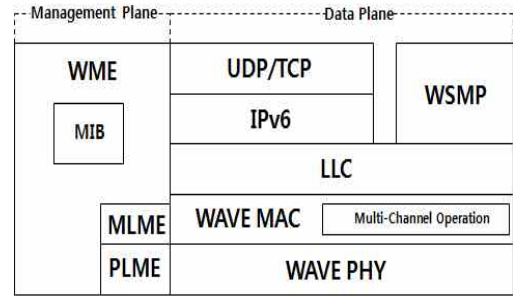 Management Plane
Data Plane
WME
UDP/TCP
WSMP
MIB
IPv6
LLC
MLME
WAVE MAC
Multi-Channel Operation
PLME
WAVE PHY